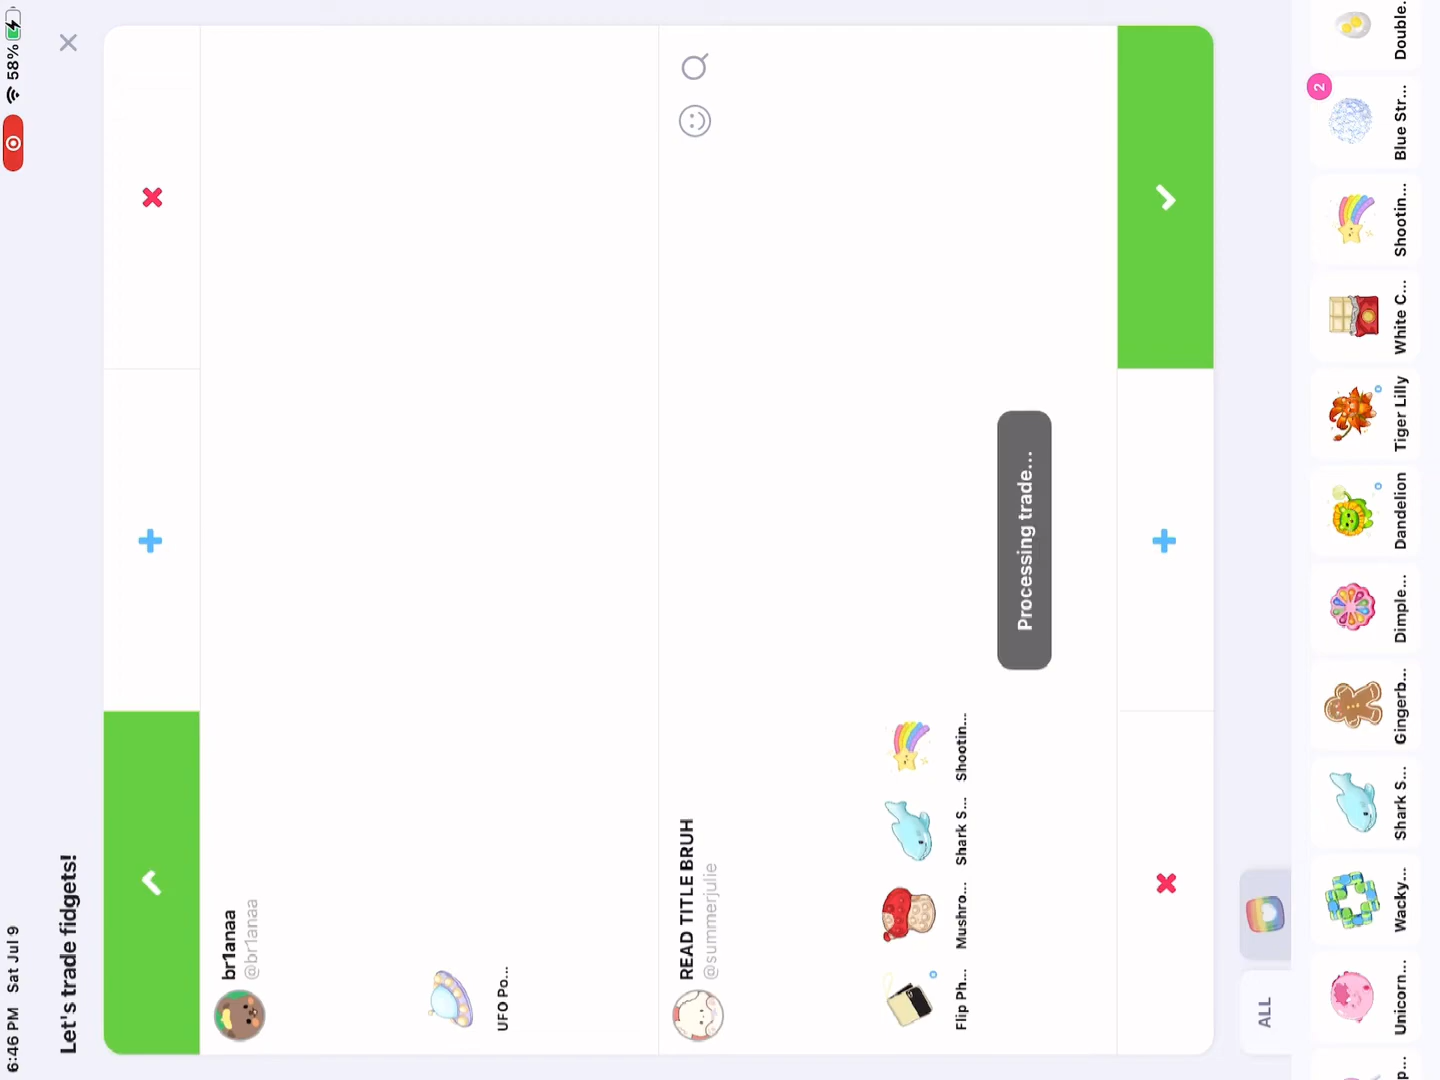 6:46 PM Sat Jul 9
58%
Let's trade fidgets!
br1anaa
@br1anaa
UFO Po...
READ TITLE BRUH
@summerjulie
Flip Ph...
Mushro...
Shark S...
Shootin...
Processing trade...
ALL
p...
Unicorn...
Wacky...
Shark S...
Gingerb...
Dimple...
Dandelion
Tiger Lilly
White C...
Shootin...
2
Blue Str...
Double...